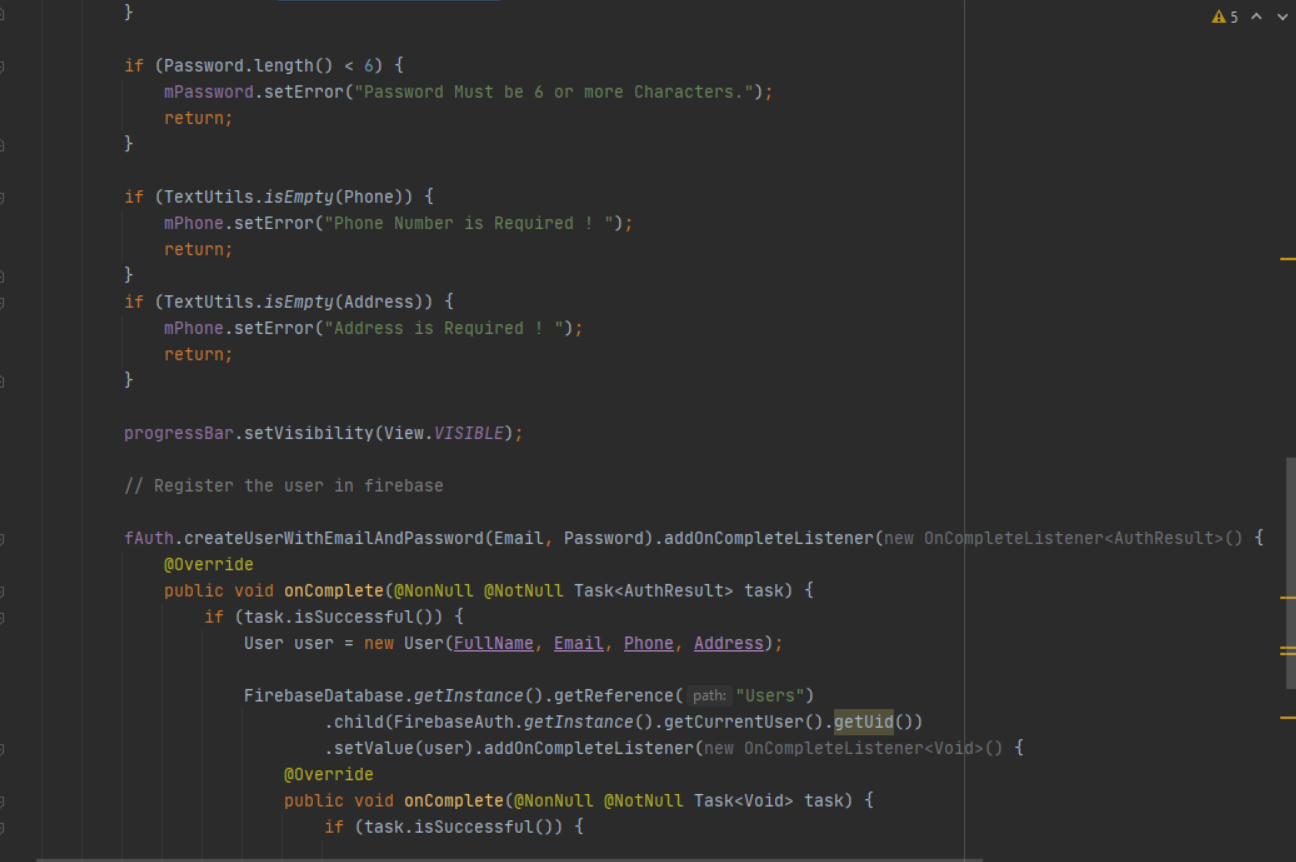 }
5
if (Password.length() < 6) {
mPassword.setError("Password Must be 6 or more Characters.");
return;
}
if (TextUtils.isEmpty(Phone)) {
mPhone.setError("Phone Number is Required ! ");
return;
}
if (TextUtils.isEmpty(Address)) {
mPhone.setError("Address is Required ! ");
return;
}
progressBar.setVisibility(View.VISIBLE);
// Register the user in firebase
fAuth.createUserWithEmailAndPassword(Email, Password).addOnCompleteListener(new OnCompleteListener<AuthResult>() {
@Override
public void onComplete(@NonNull @NotNull Task<AuthResult> task) {
if (task.isSuccessful()) {
User user = new User(FullName, Email, Phone, Address);
FirebaseDatabase.getInstance().getReference( path: "Users")
.child(FirebaseAuth.getInstance().getCurrentUser().getUid())
.setValue(user).addOnCompleteListener(new OnCompleteListener<Void>() {
@Override
public void onComplete(@NonNull @NotNull Task<Void> task) {
if (task.isSuccessful()) {